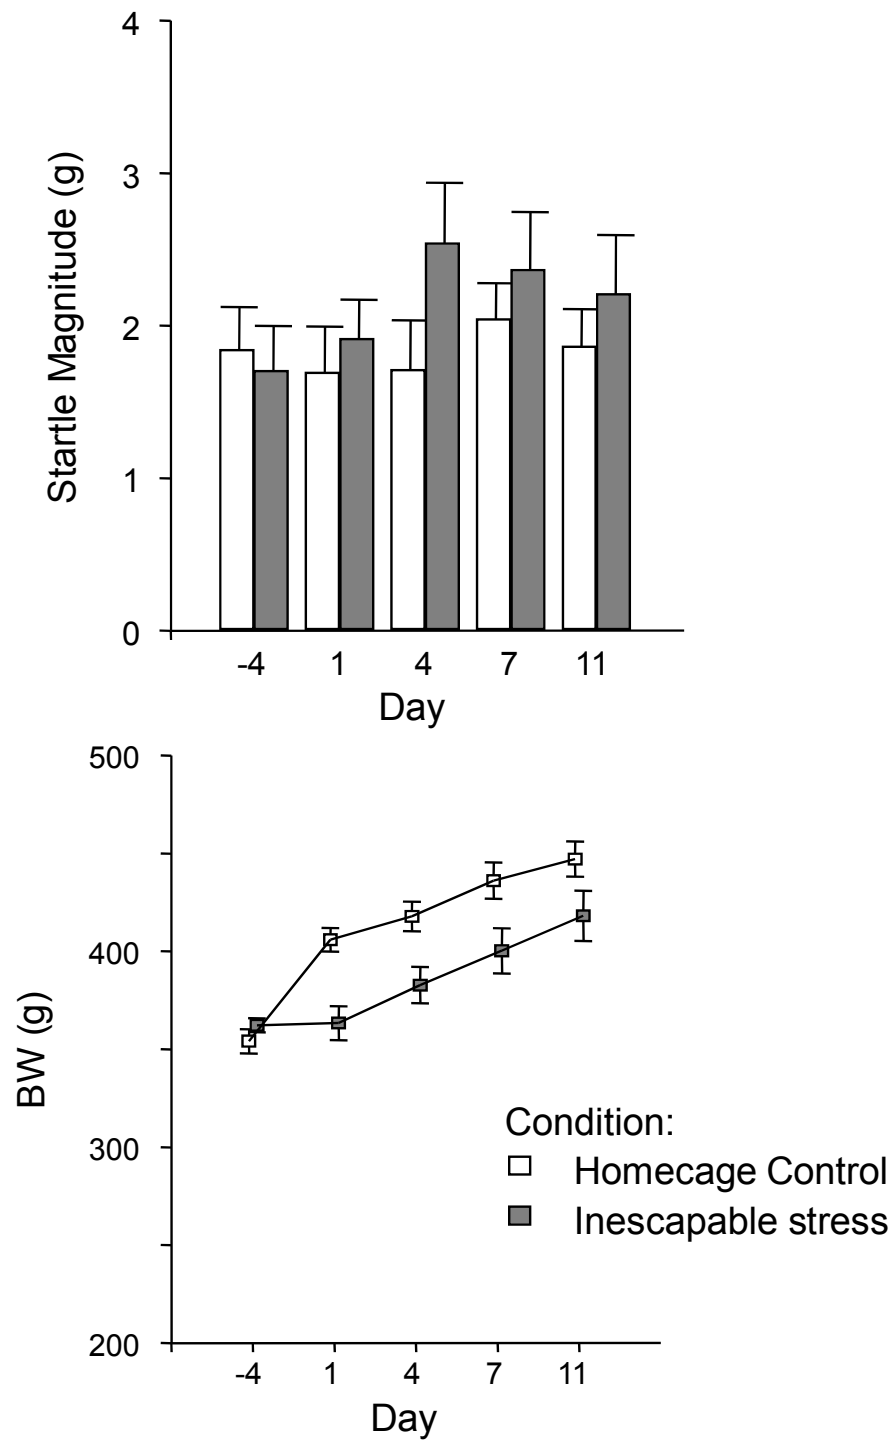 4
3
2
1
0
Startle Magnitude (g)
-4 1 4 7 11
Day
500
400
300
200
BW (g)
Condition:
Homecage Control
Inescapable stress
-4 1 4 7 11
Day